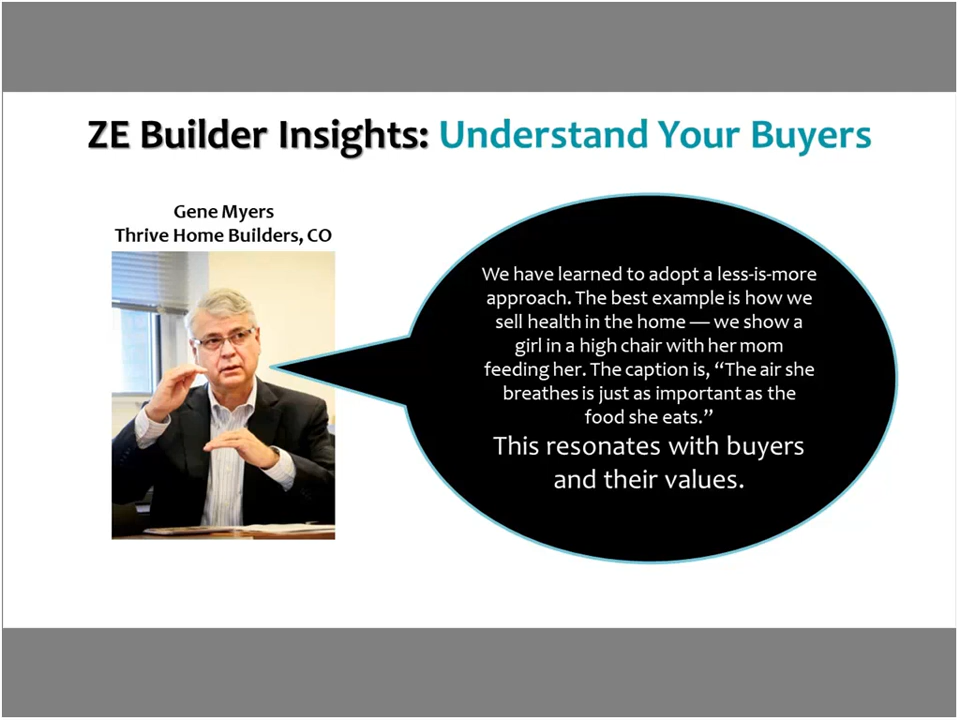 ZE Builder Insights: Understand Your Buyers
Gene Myers
Thrive Home Builders, CO
We have learned to adopt a less-is-more
approach. The best example is how we
sell health in the home — we show a
girl in a high chair with her mom
feeding her. The caption is, “The air she
breathes is just as important as the
food she eats.”
This resonates with buyers
and their values.